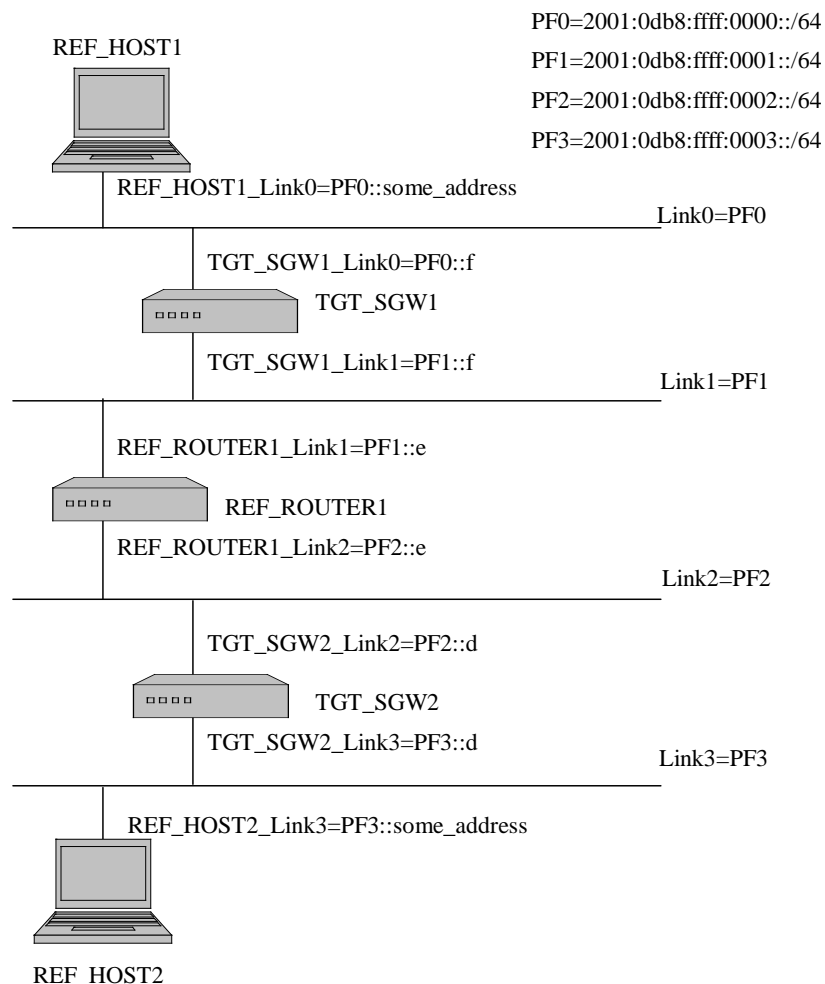 PF0=2001:0db8:ffff:0000::/64
REF_HOST1
PF1=2001:0db8:ffff:0001::/64
PF2=2001:0db8:ffff:0002::/64
PF3=2001:0db8:ffff:0003::/64
REF_HOST1_Link0=PF0::some_address
Link0=PF0
TGT_SGW1_Link0=PF0::f
TGT_SGW1
TGT_SGW1_Link1=PF1::f
Link1=PF1
REF_ROUTER1_Link1=PF1::e
REF_ROUTER1
REF_ROUTER1_Link2=PF2::e
Link2=PF2
TGT_SGW2_Link2=PF2::d
TGT_SGW2
TGT_SGW2_Link3=PF3::d
Link3=PF3
REF_HOST2_Link3=PF3::some_address
REF_HOST2